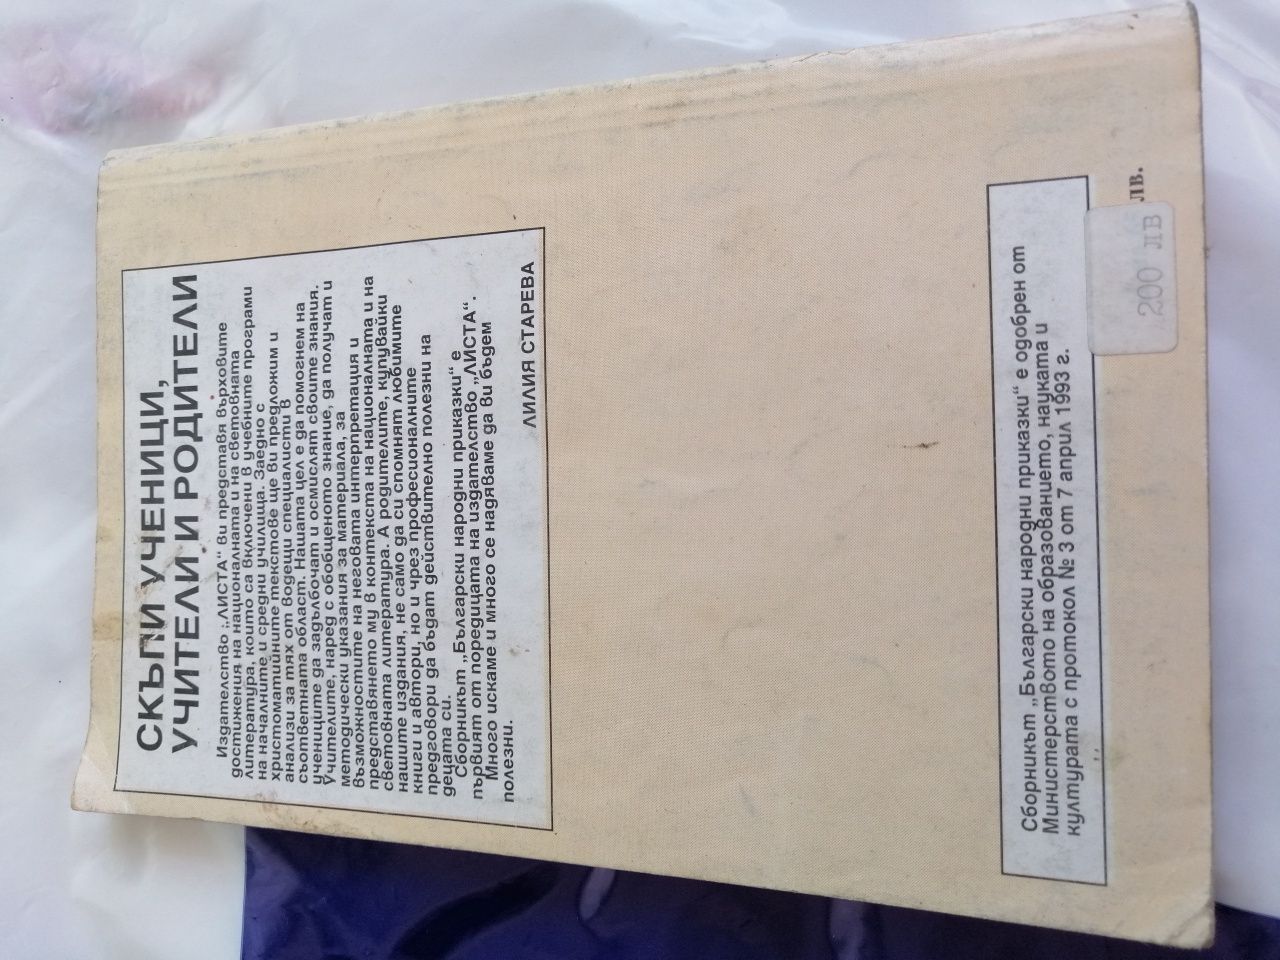 СКЪПИ УЧЕНИЦИ,
УЧИТЕЛИ И РОДИТЕЛИ
Издателство „ЛИСТА“ ви представя върховите
достижения на националната и на световната
литература, които са включени в учебните програми
на началните и средни училища. Заедно с
христоматийните текстове ще ви предложим и
анализи за тях от водещи специалисти в
съответната област. Нашата цел е да помогнем на
учениците да задълбочат и осмислят своите знания.
Учителите, наред с обобщеното знание, да получат и
методически указания за материала, за
възможностите на неговата интерпретация и
представянето му в контекста на националната и на
световната литература. А родителите, купувайки
нашите издания, не само да си спомнят любимите
книги и автори, но и чрез професионалните
предговори да бъдат действително полезни на
децата си.
Сборникът „Български народни приказки“ е
първият от поредицата на издателство „ЛИСТА“.
Много искаме и много се надяваме да ви бъдем
полезни.
ЛИЛИЯ СТАРЕВА
Сборникът „Български народни приказки“ е одобрен от
Министерството на образованието, науката и
културата с протокол № 3 от 7 април 1993 г.
лв.
200 лв